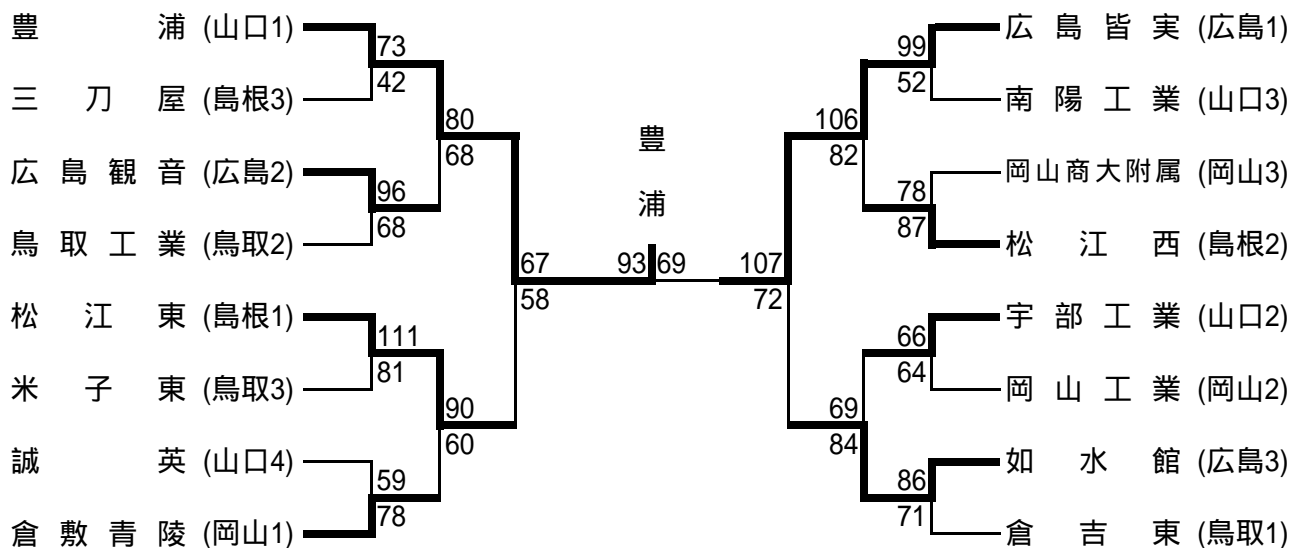 豊浦 (山口1)
73
42
三刀屋 (島根3)
80
68
広島観音 (広島2)
96
68
鳥取工業 (鳥取2)
67
58
松江東 (島根1)
111
81
米子東 (鳥取3)
90
60
誠英 (山口4)
59
78
倉敷青陵 (岡山1)
豊浦
93 69
広島皆実 (広島1)
99
52
南陽工業 (山口3)
106
82
岡山商大附属 (岡山3)
78
87
松江西 (島根2)
107
72
宇部工業 (山口2)
66
64
岡山工業 (岡山2)
69
84
如水館 (広島3)
86
71
倉吉東 (鳥取1)